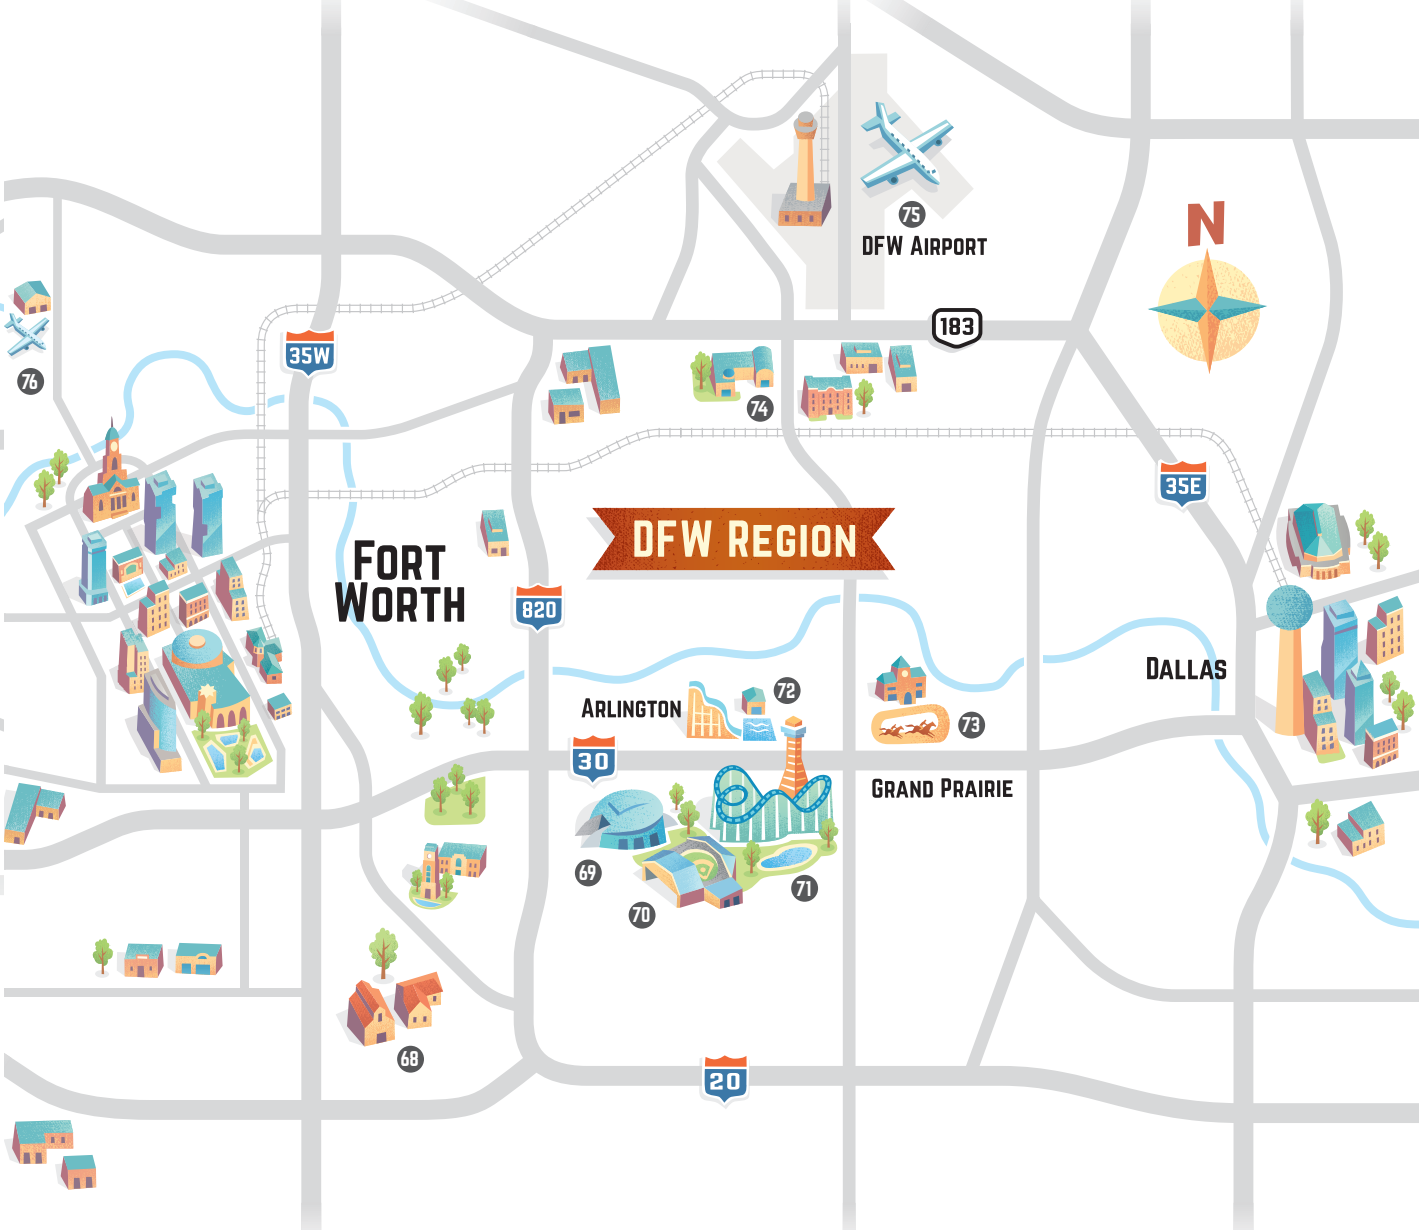 75
DFW AIRPORT
N
183
35W
76
74
35E
DFW REGION
FORT
WORTH
820
DALLAS
72
ARLINGTON
73
30
GRAND PRAIRIE
69
71
70
68
20